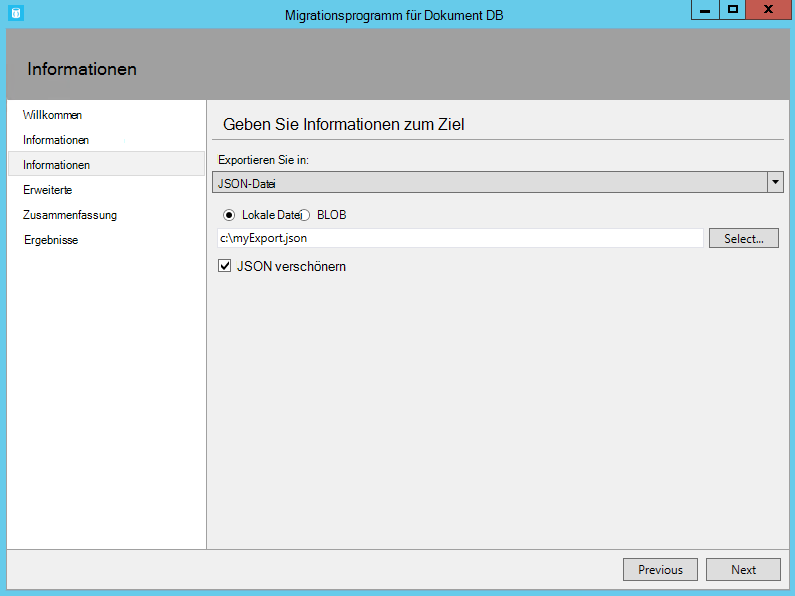 Migrationsprogramm für Dokument DB
Informationen
Willkommen
Informationen
Informationen
Erweiterte
Zusammenfassung
Ergebnisse
Geben Sie Informationen zum Ziel
Exportieren Sie in:
JSON-Datei
Lokale Datei BLOB
c:\myExport.json Select...
JSON verschönern
Previous Next